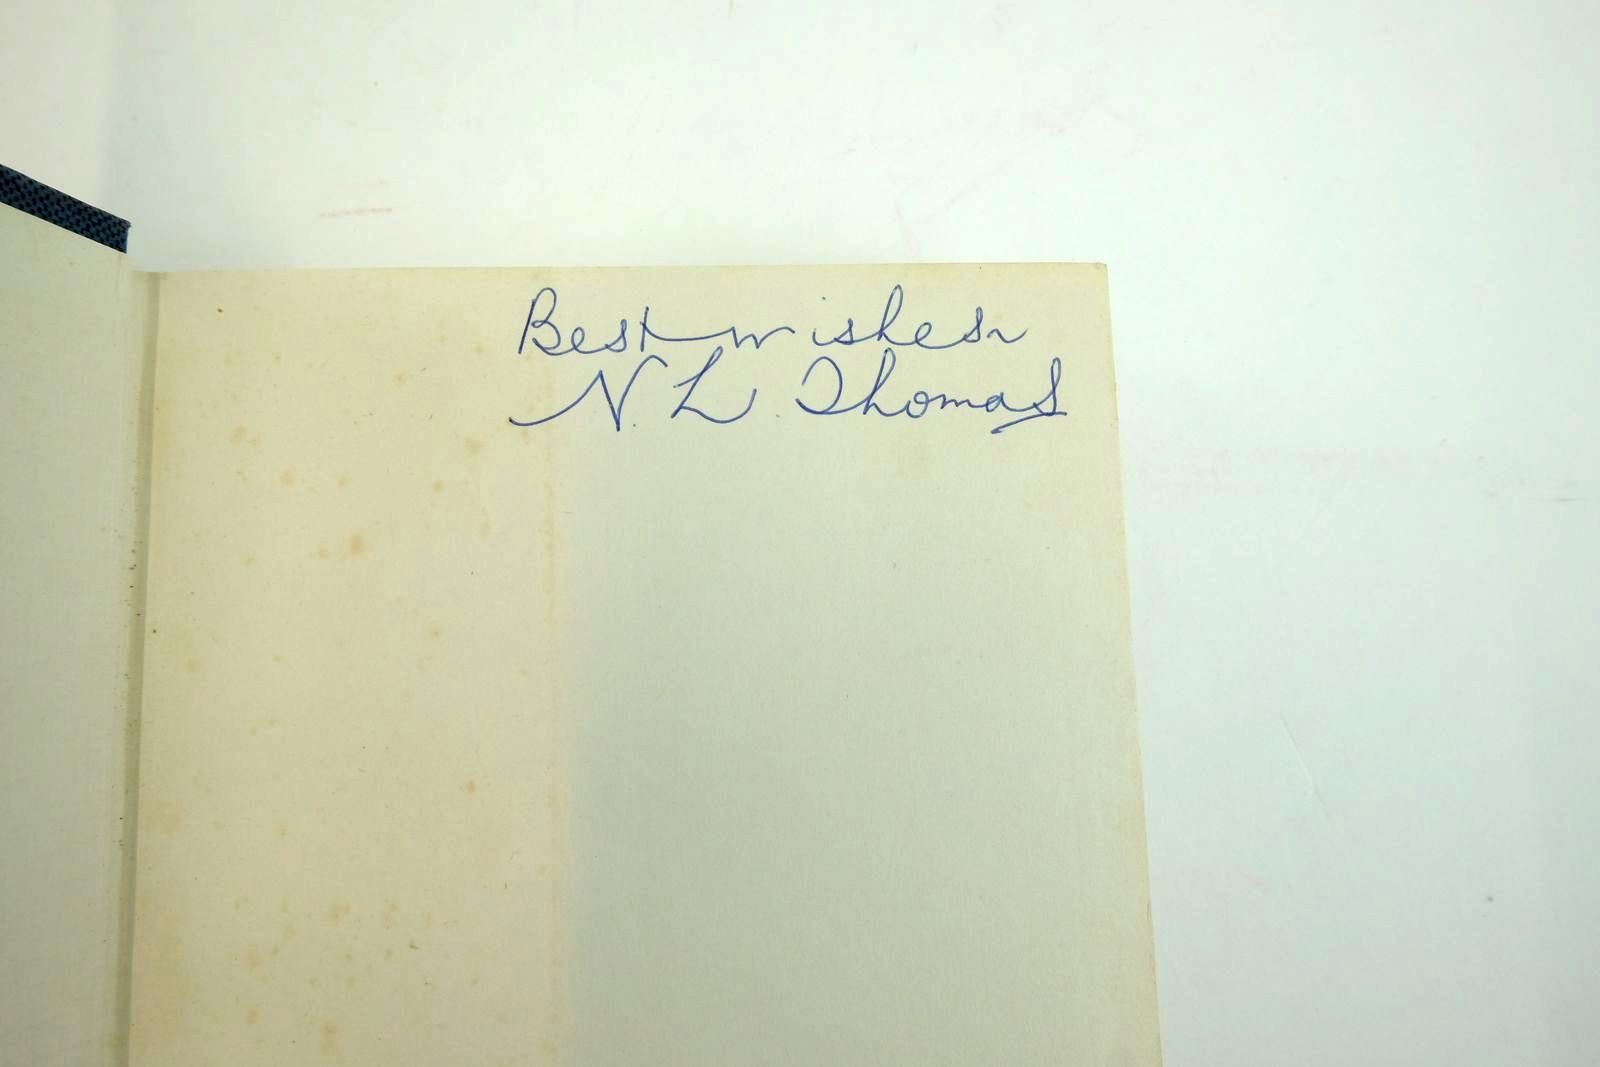 Best wishes
N. L. Thomas